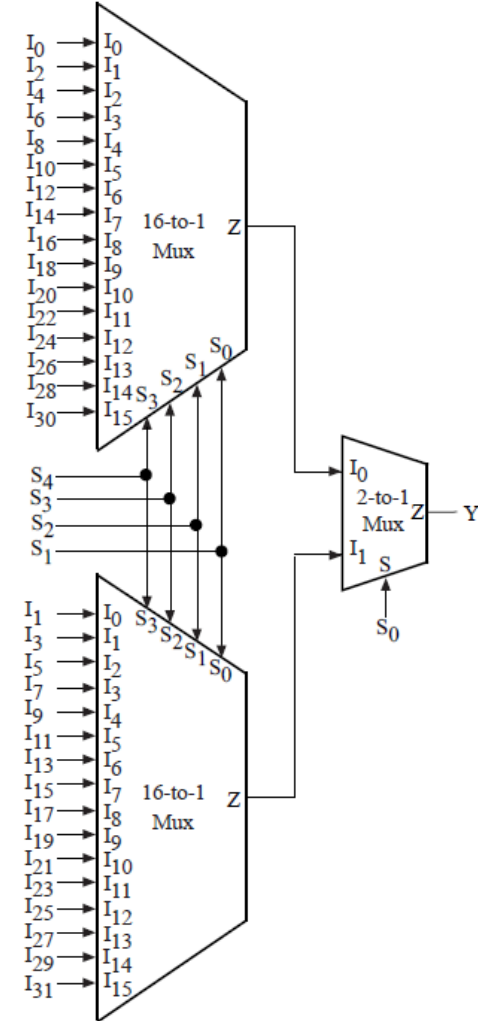 I0 I0
I2 I1
I4 I2
I6 I3
I8 I4
I10 I5
I12 I6
I14 I7
16-to-1
Mux
Z
I16 I8
I18 I9
I20 I10
I22 I11
I24 I12
I26 I13
I28 I14
I30 I15
S3 S2 S1 S0
S4
S3
S2
S1
I0
2-to-1
Mux
Z Y
I1
S
S0
S3 S2 S1 S0
I1 I0
I3 I1
I5 I2
I7 I3
I9 I4
I11 I5
I13 I6
I15 I7
16-to-1
Mux
Z
I17 I8
I19 I9
I21 I10
I23 I11
I25 I12
I27 I13
I29 I14
I31 I15